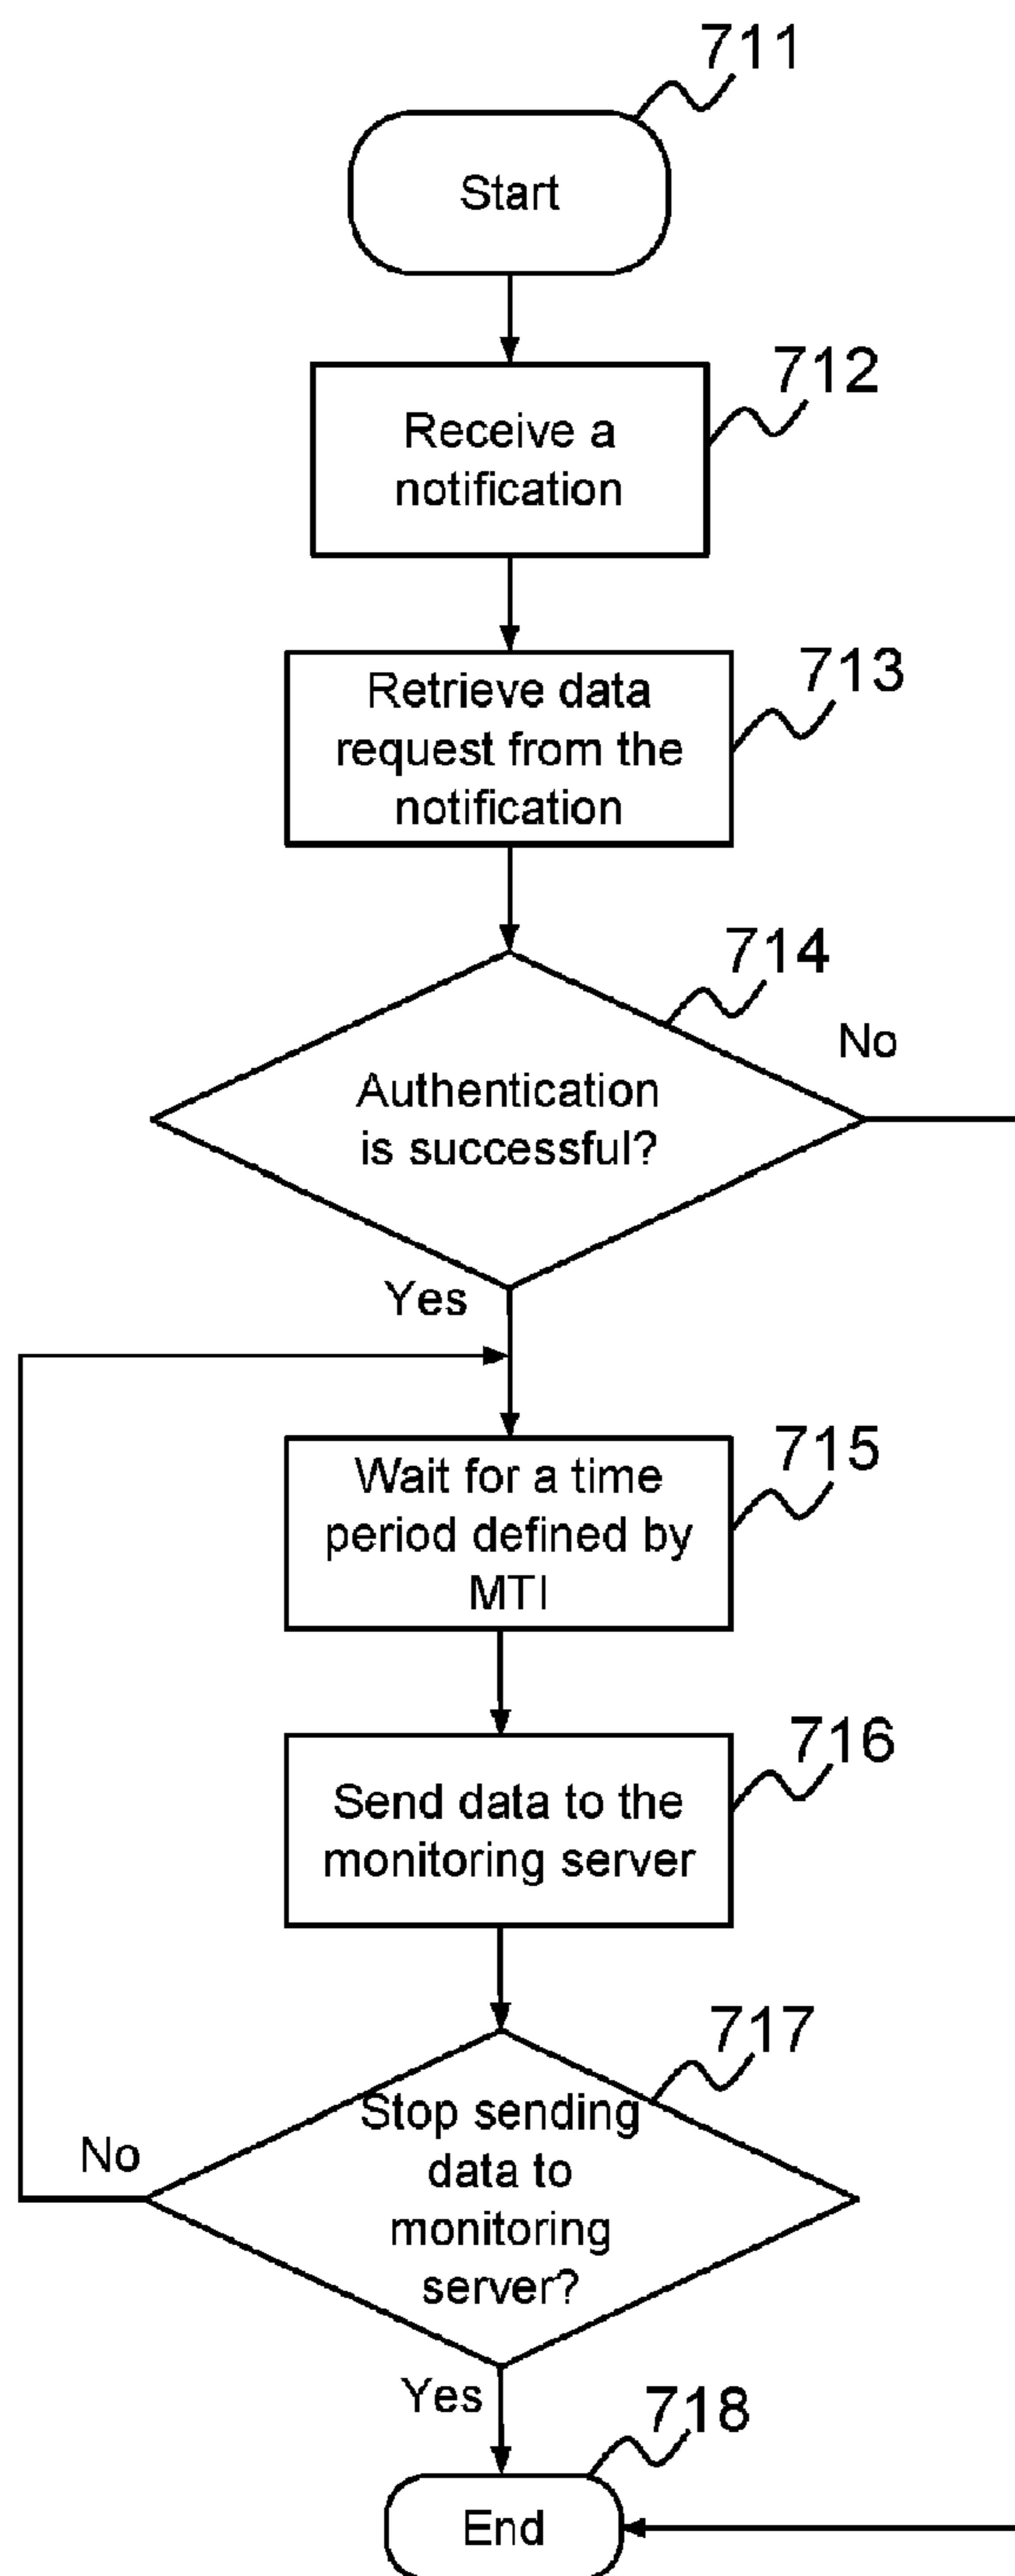 711
Start
712
Receive a
notification
713
Retrieve data
request from the
notification
714
No
Authentication
is successful?
Yes
715
Wait for a time
period defined by
MTI
716
Send data to the
monitoring server
717
Stop sending
data to
monitoring
server?
No
Yes
718
End